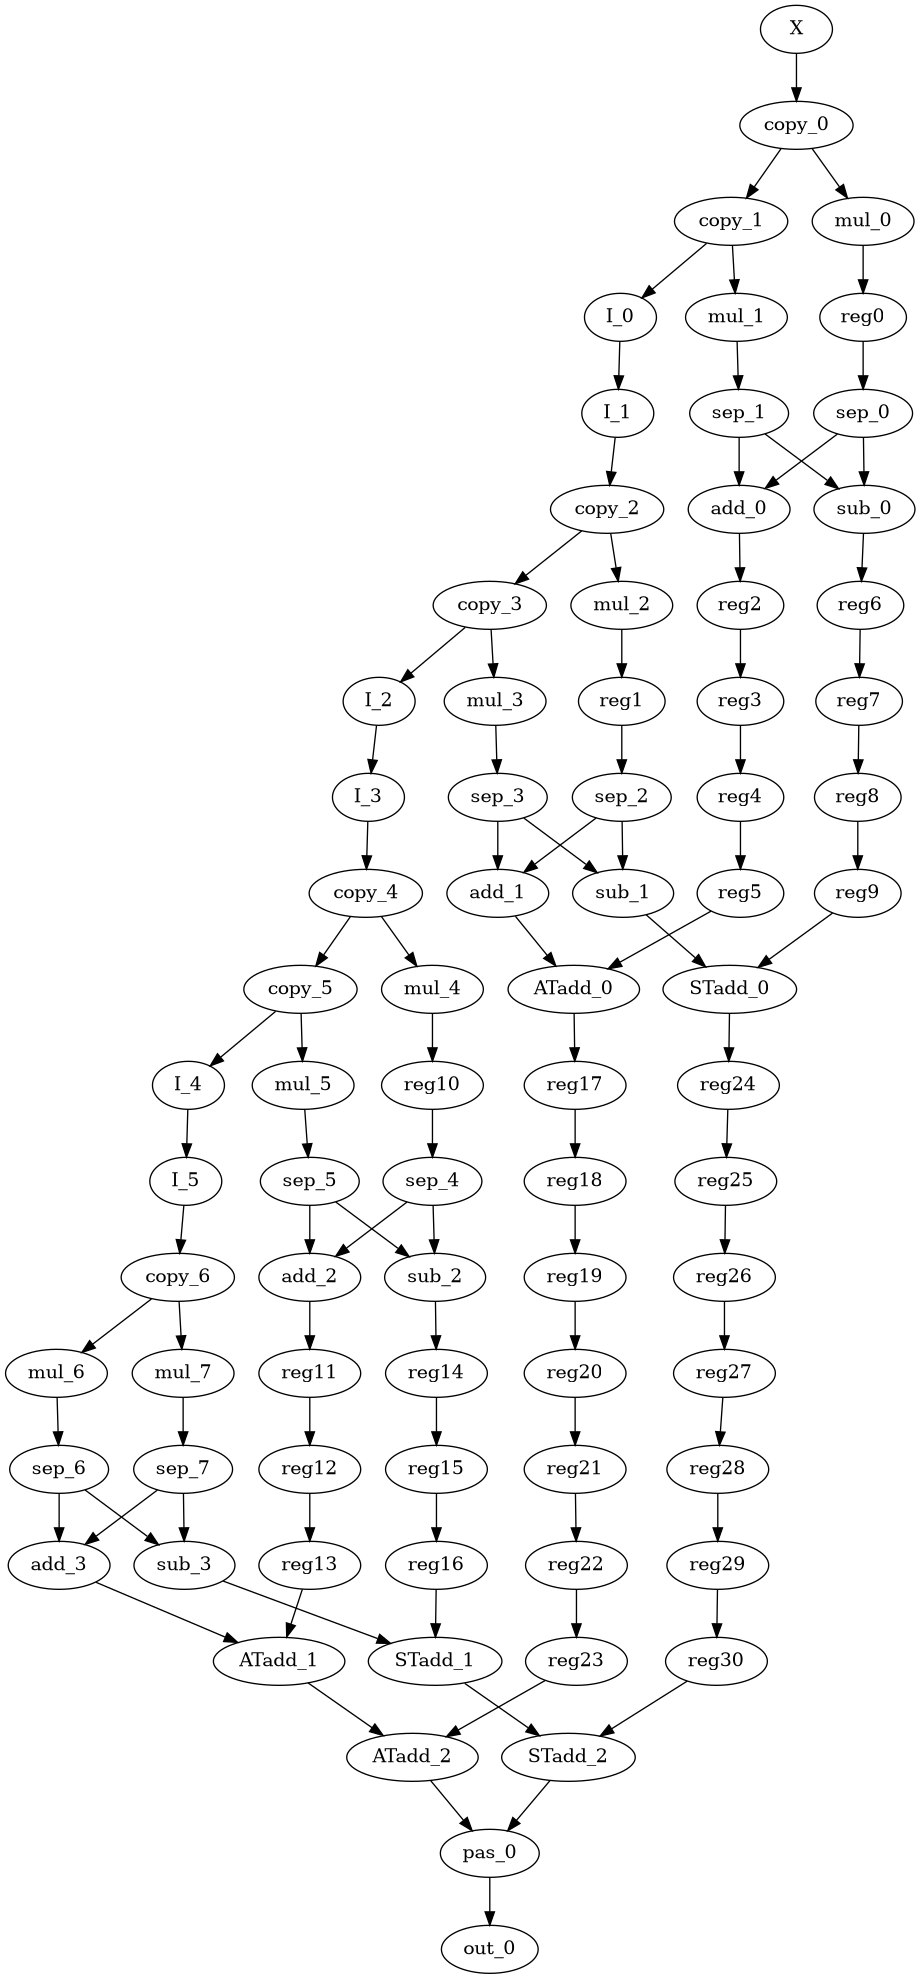 X
copy_0
copy_1
mul_0
I_0
mul_1
reg0
I_1
sep_1
sep_0
copy_2
add_0
sub_0
copy_3
mul_2
reg2
reg6
I_2
mul_3
reg1
reg3
reg7
I_3
sep_3
sep_2
reg4
reg8
copy_4
add_1
sub_1
reg5
reg9
copy_5
mul_4
ATadd_0
STadd_0
I_4
mul_5
reg10
reg17
reg24
I_5
sep_5
sep_4
reg18
reg25
copy_6
add_2
sub_2
reg19
reg26
mul_6
mul_7
reg11
reg14
reg20
reg27
sep_6
sep_7
reg12
reg15
reg21
reg28
add_3
sub_3
reg13
reg16
reg22
reg29
ATadd_1
STadd_1
reg23
reg30
ATadd_2
STadd_2
pas_0
out_0